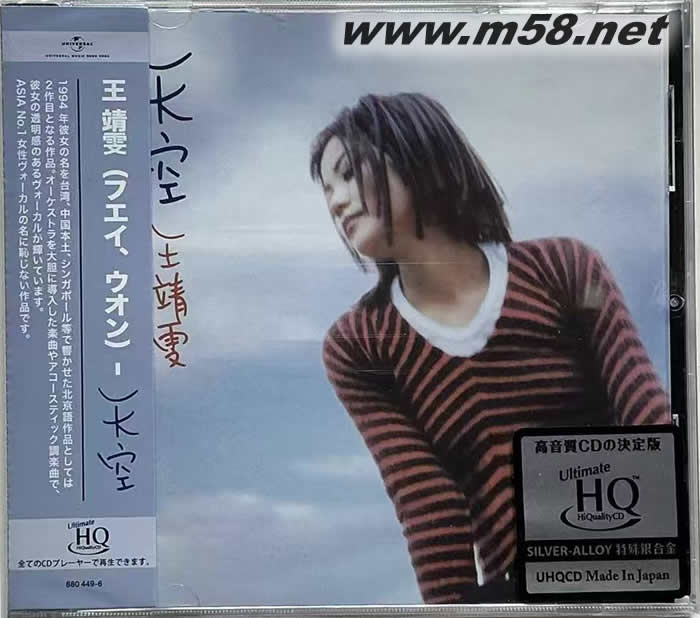 www.m58.net
UNIVERSAL
王 靖雯（フエイ、ウオン）-
天空
1994 年彼女の名を台湾、中国本土、シンガポール等で響かせた北京語作品としては
2作目となる作品。オーケストラを大胆に導入した楽曲やアコースティック調楽曲で、
彼女の透明感のあるヴォーカルが輝いています。
ASIA No.1 女性ヴォーカルの名に恥じない作品です。
Ultimate
HQ
HiQualityCD
全てのCDプレーヤーで再生できます。
680 449-6
天空
王靖雯
高音質CDの決定版
Ultimate
HQ
HiQualityCD
SILVER-ALLOY 特殊銀合金
UHQCD Made In Japan